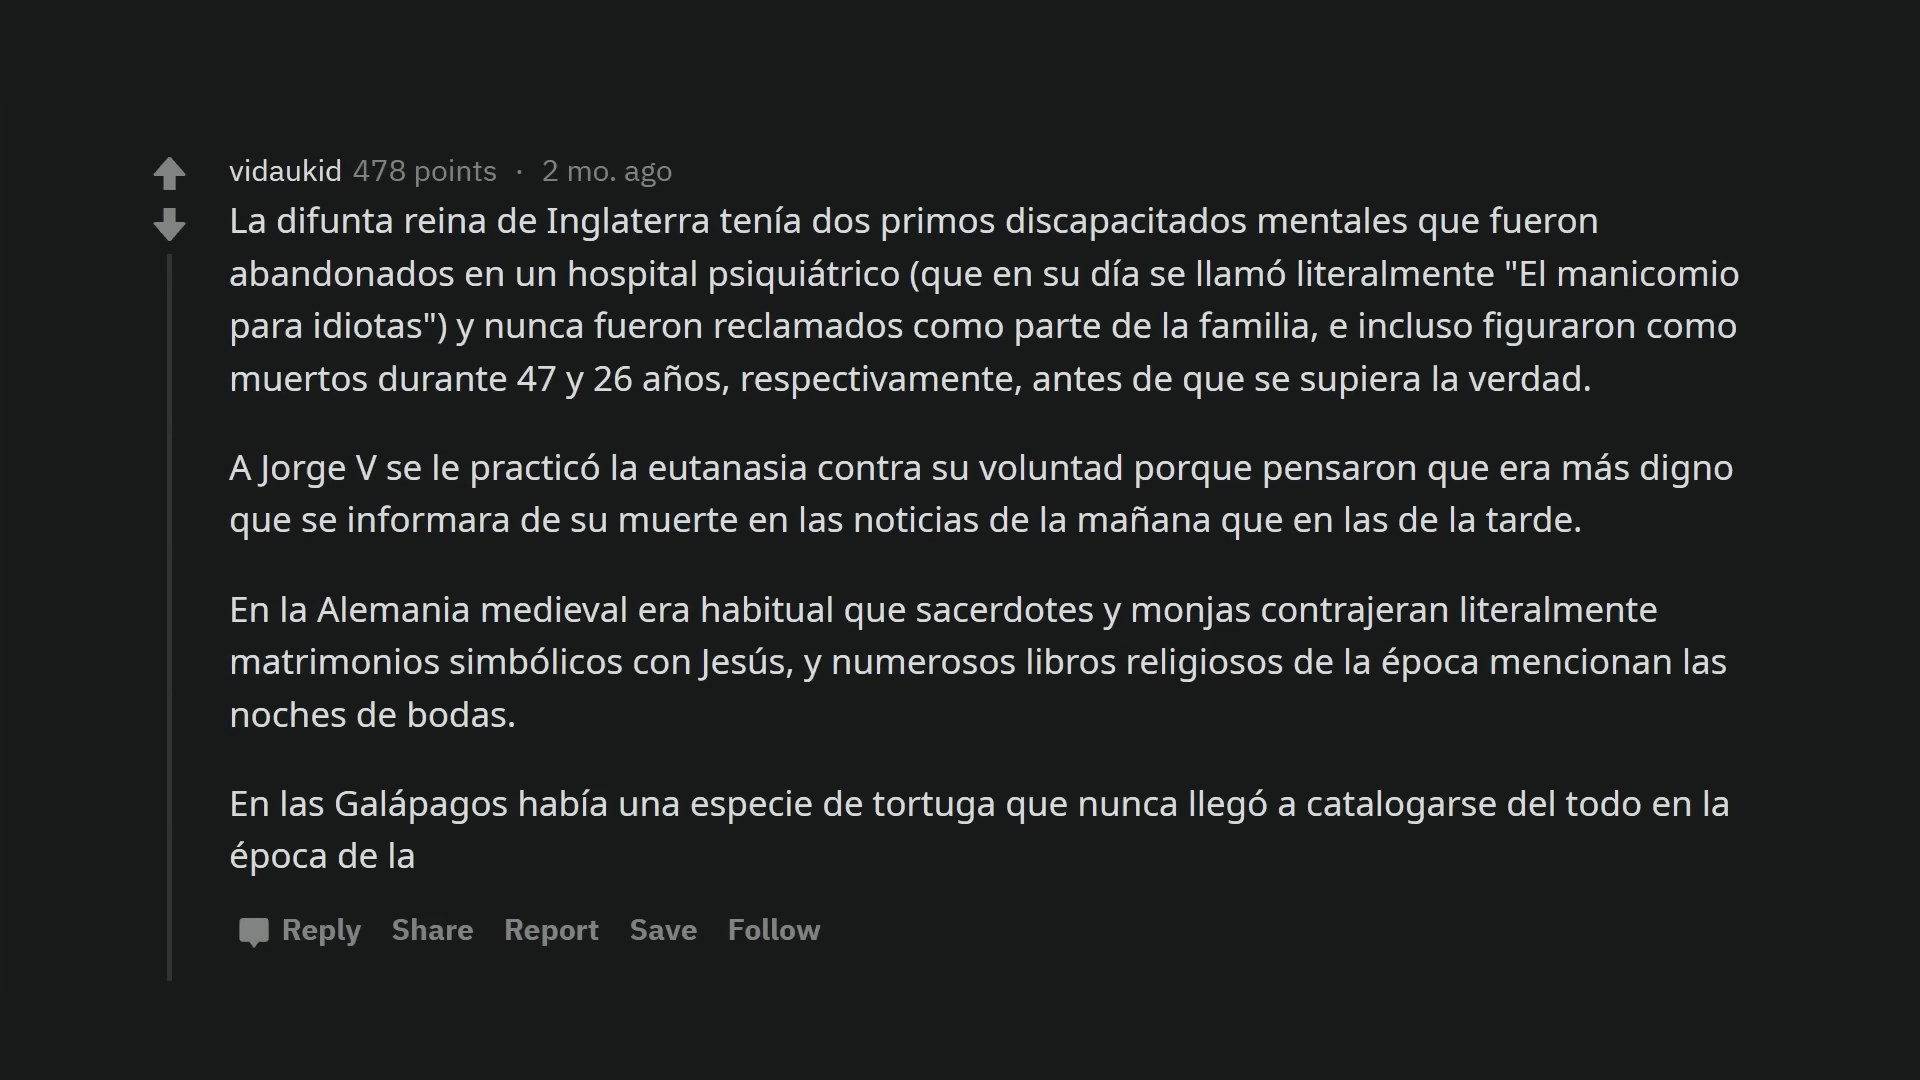 vidaukid 478 points · 2 mo. ago
La difunta reina de Inglaterra tenía dos primos discapacitados mentales que fueron
abandonados en un hospital psiquiátrico (que en su día se llamó literalmente "El manicomio
para idiotas") y nunca fueron reclamados como parte de la familia, e incluso figuraron como
muertos durante 47 y 26 años, respectivamente, antes de que se supiera la verdad.
A Jorge V se le practicó la eutanasia contra su voluntad porque pensaron que era más digno
que se informara de su muerte en las noticias de la mañana que en las de la tarde.
En la Alemania medieval era habitual que sacerdotes y monjas contrajeran literalmente
matrimonios simbólicos con Jesús, y numerosos libros religiosos de la época mencionan las
noches de bodas.
En las Galápagos había una especie de tortuga que nunca llegó a catalogarse del todo en la
época de la
Reply Share Report Save Follow